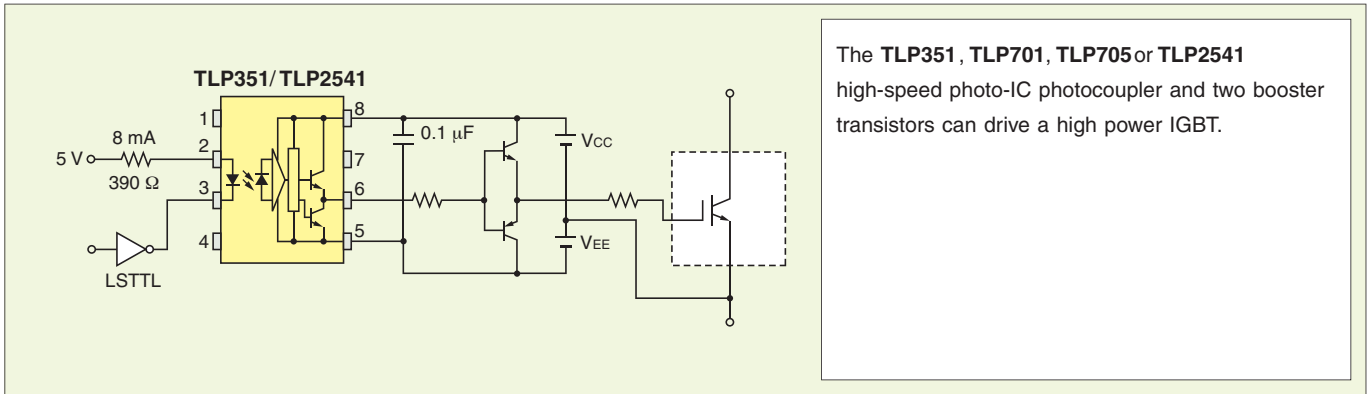 TLP351/TLP2541
1
8
8 mA
0.1 µF
VCC
5 V
2
7
390 Ω
3
6
4
5
VEE
LSTTL
The TLP351, TLP701, TLP705 or TLP2541
high-speed photo-IC photocoupler and two booster
transistors can drive a high power IGBT.